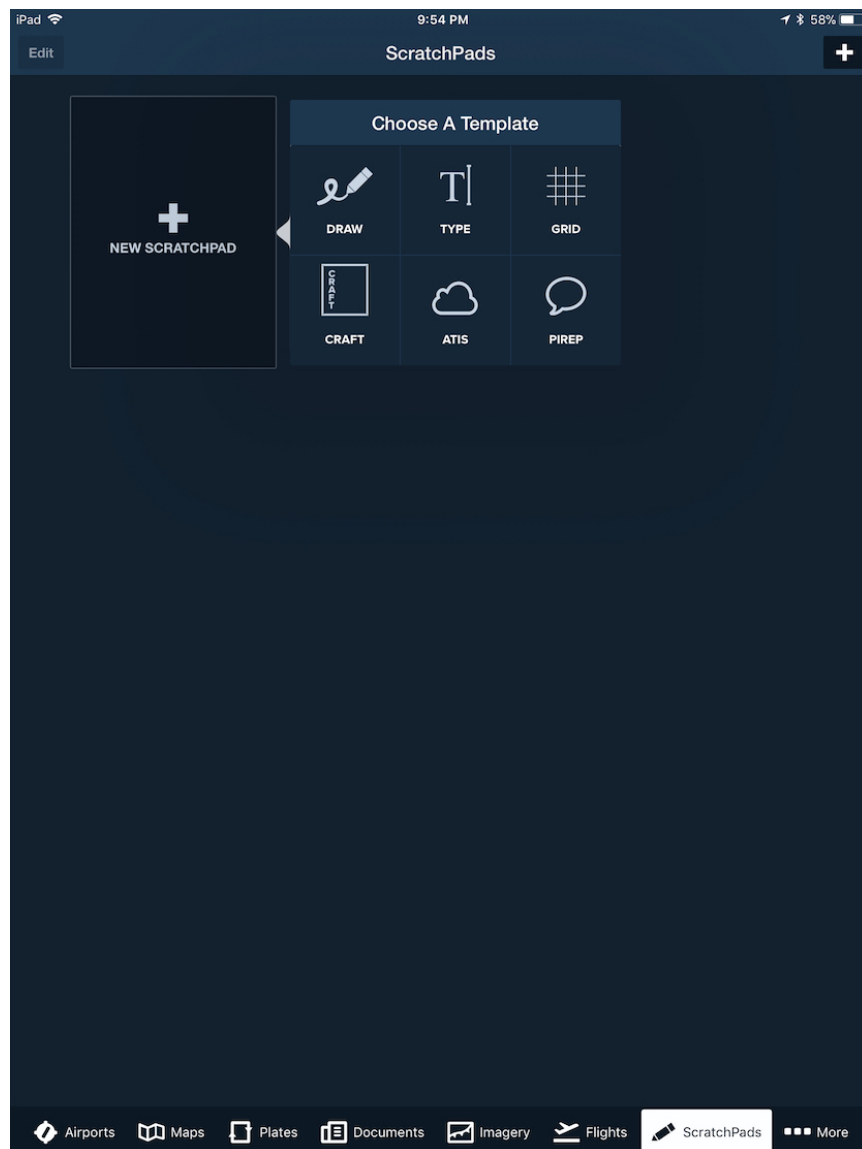 iPad 9:54 PM 58%
Edit ScratchPads
Choose A Template
NEW SCRATCHPAD
DRAW TYPE GRID
CRAFT
CRAFT ATIS PIREP
Airports Maps Plates Documents Imagery Flights ScratchPads More